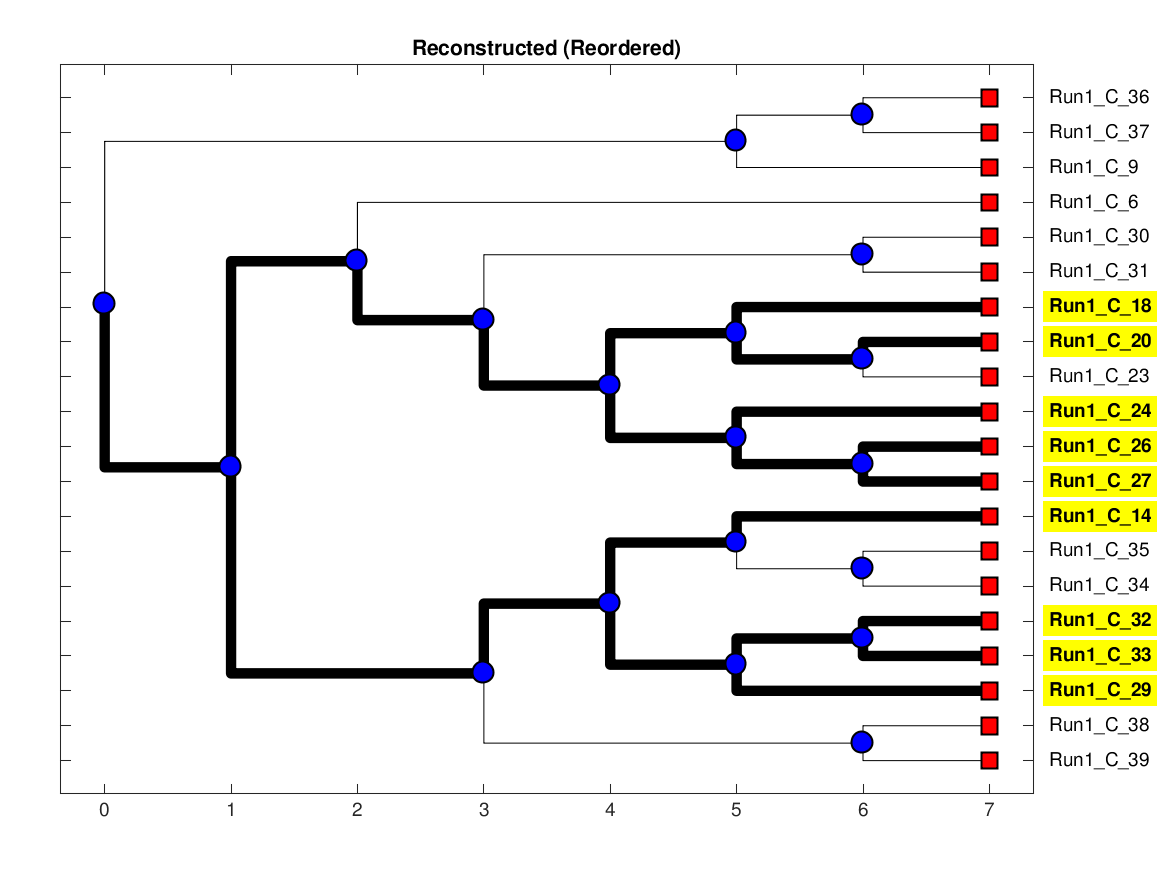 Reconstructed (Reordered)
Run1_C_36
Run1_C_37
Run1_C_9
Run1_C_6
Run1_C_30
Run1_C_31
Run1_C_18
Run1_C_20
Run1_C_23
Run1_C_24
Run1_C_26
Run1_C_27
Run1_C_14
Run1_C_35
Run1_C_34
Run1_C_32
Run1_C_33
Run1_C_29
Run1_C_38
Run1_C_39
0 1 2 3 4 5 6 7